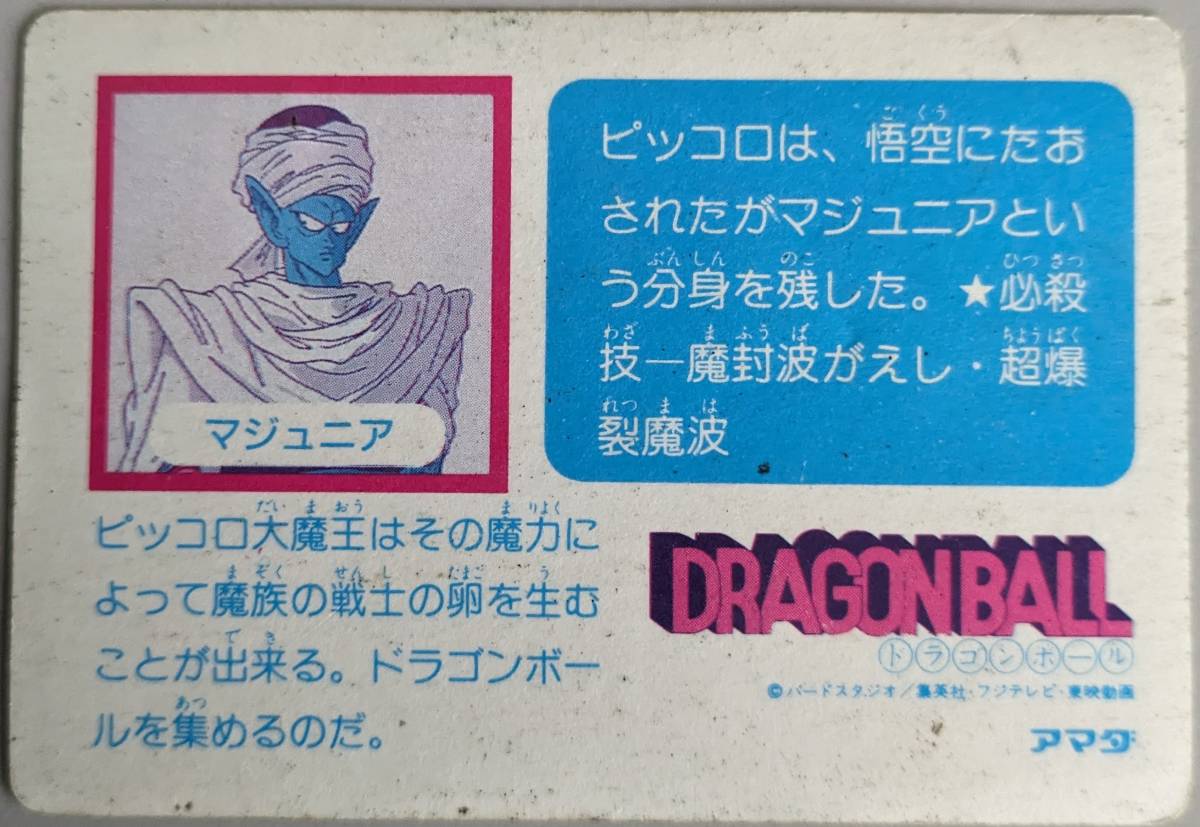 マジュニア
ピッコロは、悟空にたお
されたがマジュニアとい
う分身を残した。★必殺
技ー魔封波がえし・超爆
裂魔波
ピッコロ大魔王はその魔力に
よって魔族の戦士の卵を生む
ことが出来る。ドラゴンボー
ルを集めるのだ。
DRAGON BALL
ドラゴンボール
©バードスタジオ/集英社・フジテレビ・東映動画
アマダ